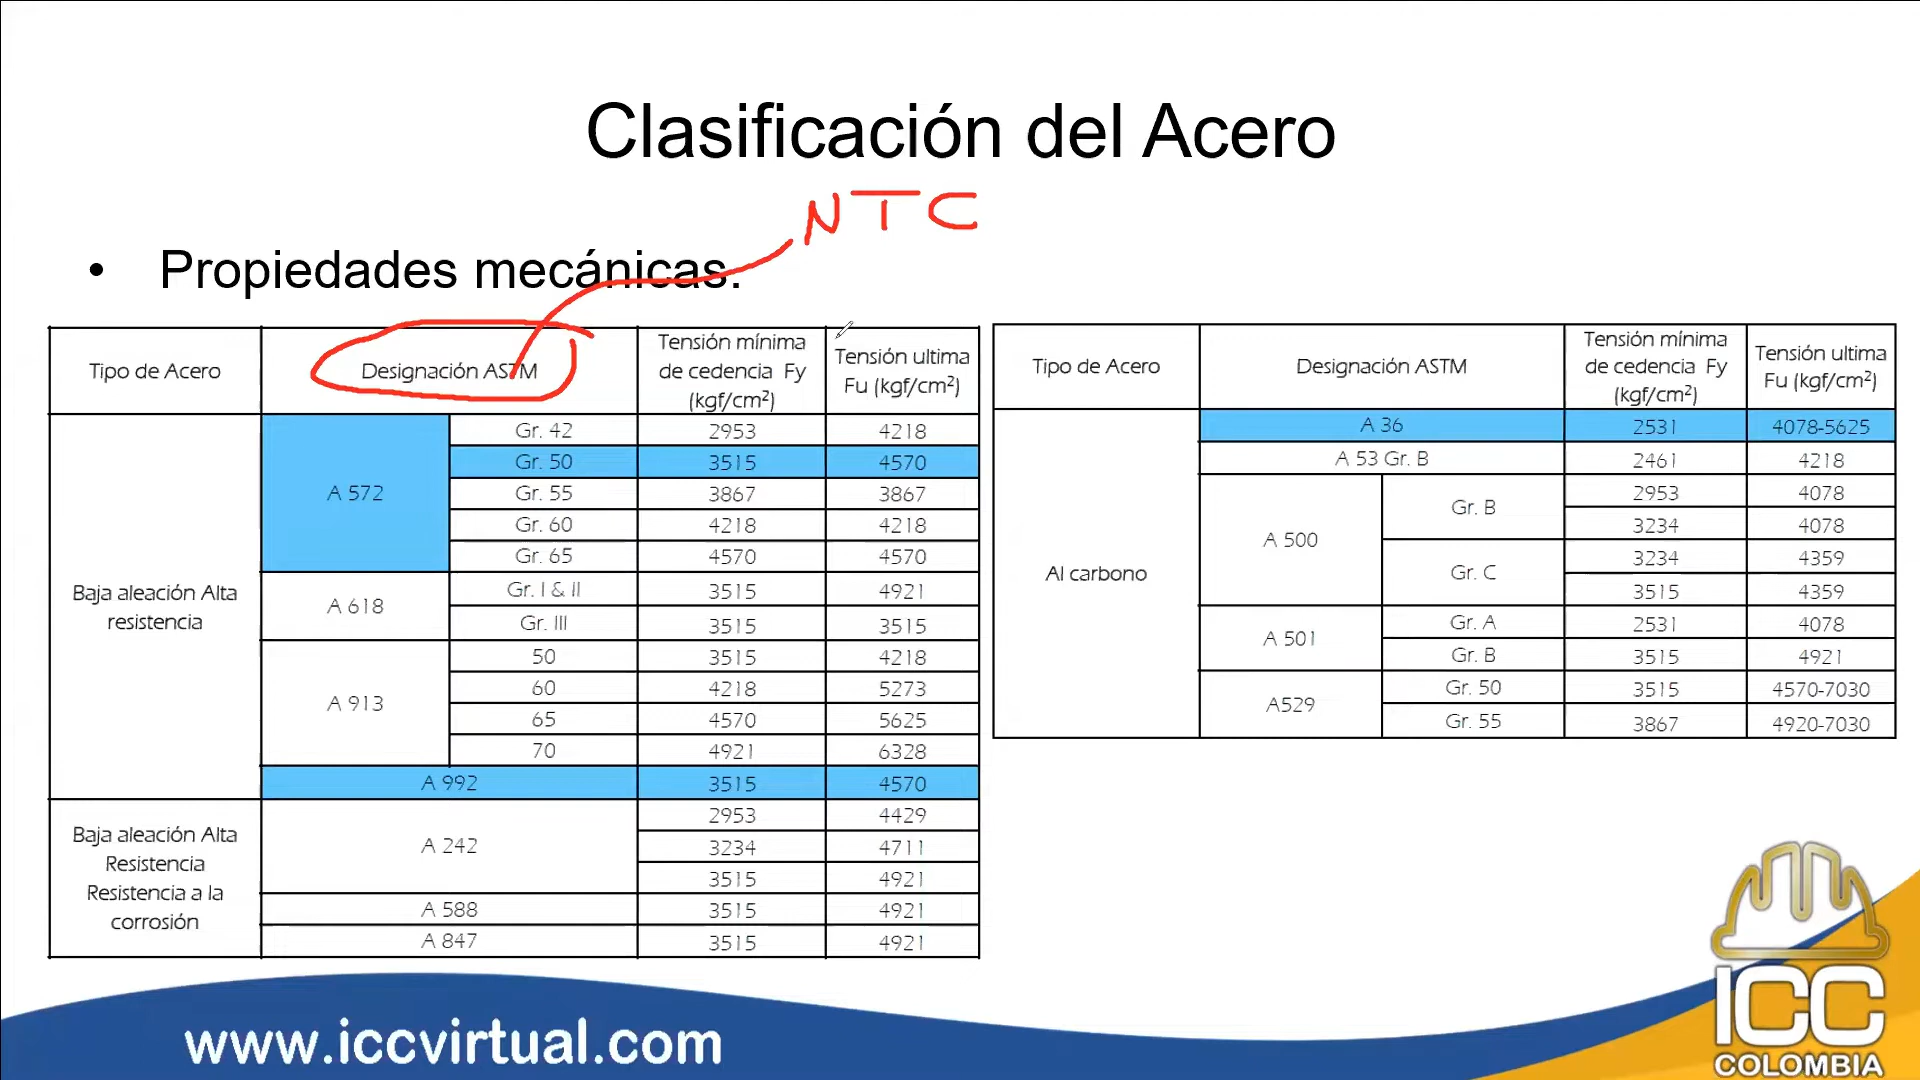 Clasificación del Acero
NTC
• Propiedades mecánicas.
Tipo de Acero
Designación ASTM
Tensión mínima
de cedencia Fy
(kgf/cm²)
Tensión ultima
Fu (kgf/cm²)
Baja aleación Alta
resistencia
A 572
Gr. 42 2953 4218
Gr. 50 3515 4570
Gr. 55 3867 3867
Gr. 60 4218 4218
Gr. 65 4570 4570
A 618
Gr. I & II 3515 4921
Gr. III 3515 3515
A 913
50 3515 4218
60 4218 5273
65 4570 5625
70 4921 6328
A 992 3515 4570
Baja aleación Alta
Resistencia
Resistencia a la
corrosión
A 242
2953 4429
3234 4711
3515 4921
A 588 3515 4921
A 847 3515 4921
Tipo de Acero
Designación ASTM
Tensión mínima
de cedencia Fy
(kgf/cm²)
Tensión ultima
Fu (kgf/cm²)
Al carbono
A 36 2531 4078-5625
A 53 Gr. B 2461 4218
A 500
Gr. B
2953 4078
3234 4078
Gr. C
3234 4359
3515 4359
A 501
Gr. A 2531 4078
Gr. B 3515 4921
A529
Gr. 50 3515 4570-7030
Gr. 55 3867 4920-7030
www.iccvirtual.com
ICC
COLOMBIA